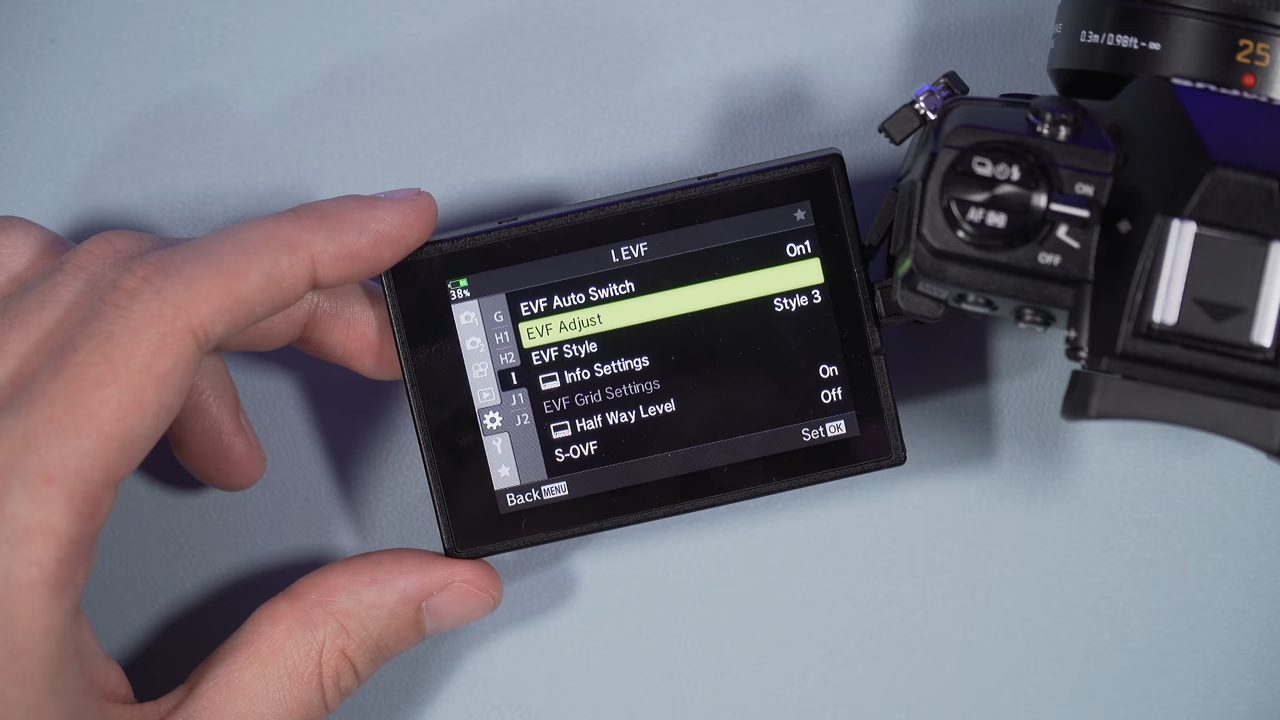 0.3m/0.98ft-∞
25
ON
AF
OFF
I. EVF
38%
EVF Auto Switch On1
EVF Adjust
EVF Style Style 3
Info Settings
EVF Grid Settings
Half Way Level On
S-OVF Off
G
H1
H2
I
J1
J2
Back MENU
Set OK